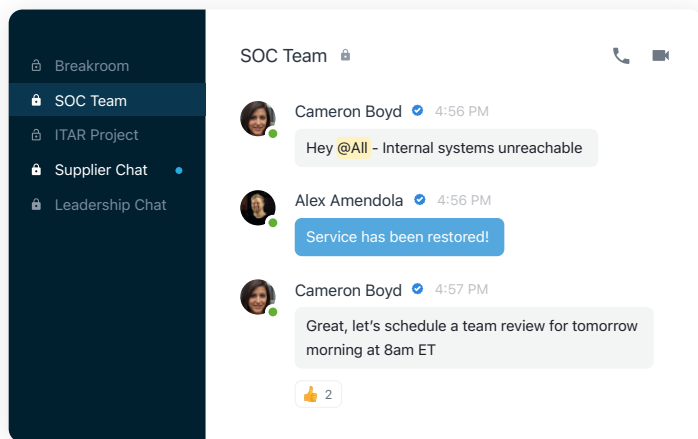 Breakroom
SOC Team
ITAR Project
Supplier Chat
Leadership Chat
SOC Team
Cameron Boyd 4:56 PM
Hey @All - Internal systems unreachable
Alex Amendola 4:56 PM
Service has been restored!
Cameron Boyd 4:57 PM
Great, let’s schedule a team review for tomorrow
morning at 8am ET
👍 2